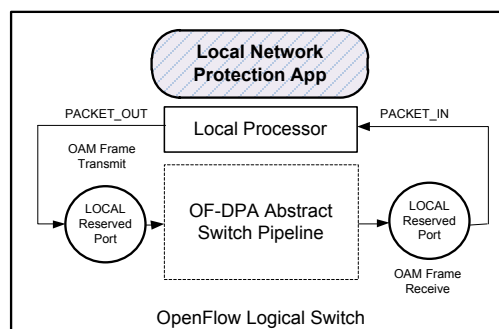 Local Network
Protection App
PACKET_OUT
PACKET_IN
Local Processor
OAM Frame
Transmit
LOCAL
Reserved
Port
OF-DPA Abstract
Switch Pipeline
LOCAL
Reserved
Port
OAM Frame
Receive
OpenFlow Logical Switch